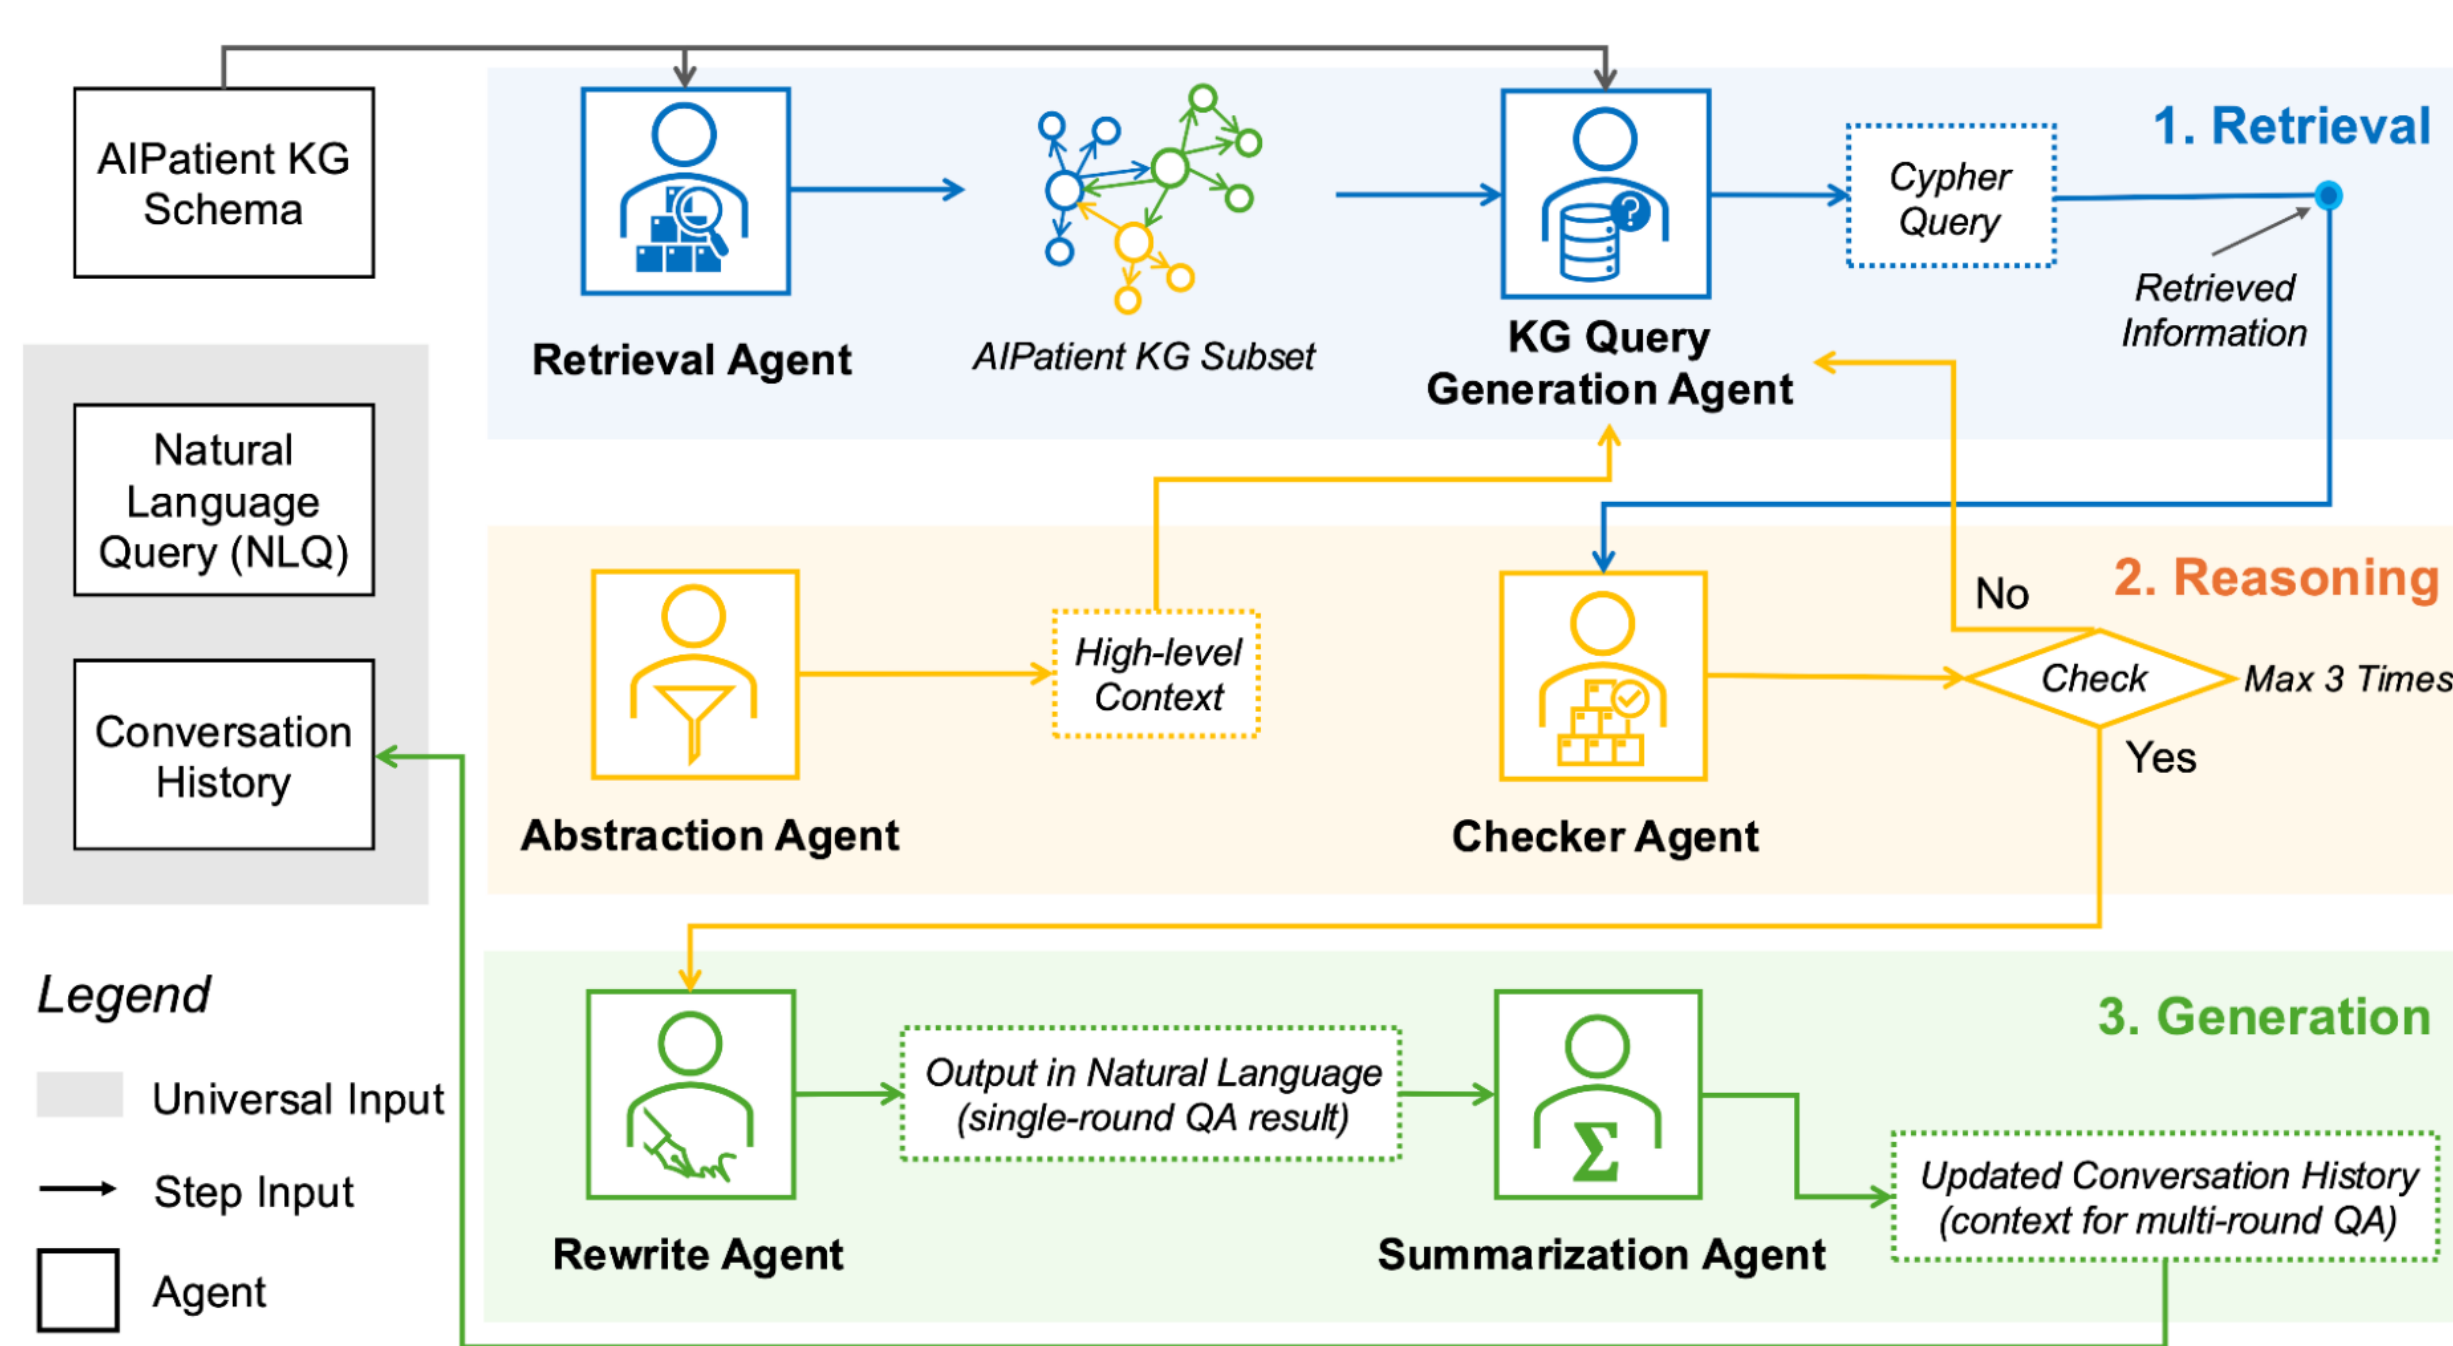 AIPatient KG
Schema
Natural
Language
Query (NLQ)
Conversation
History
Legend
Universal Input
Step Input
Agent
1. Retrieval
Retrieval Agent
AIPatient KG Subset
KG Query
Generation Agent
Cypher
Query
Retrieved
Information
2. Reasoning
Abstraction Agent
High-level
Context
Checker Agent
No
Check
Max 3 Times
Yes
3. Generation
Rewrite Agent
Output in Natural Language
(single-round QA result)
Summarization Agent
Σ
Updated Conversation History
(context for multi-round QA)
?